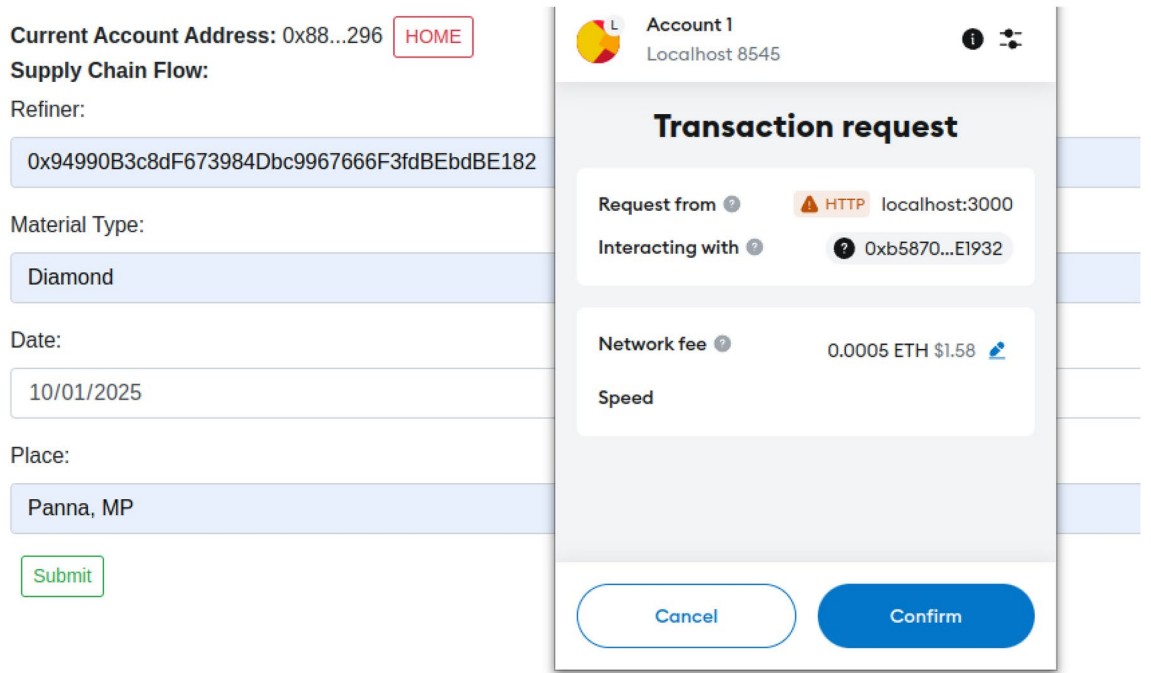 Current Account Address: 0x88...296 HOME
Supply Chain Flow:
Refiner:
0x94990B3c8dF673984Dbc9967666F3fdBEbdBE182
Material Type:
Diamond
Date:
10/01/2025
Place:
Panna, MP
Submit
L
Account 1
Localhost 8545
Transaction request
Request from ? HTTP localhost:3000
Interacting with ? ? 0xb5870...E1932
Network fee ? 0.0005 ETH $1.58
Speed
Cancel Confirm